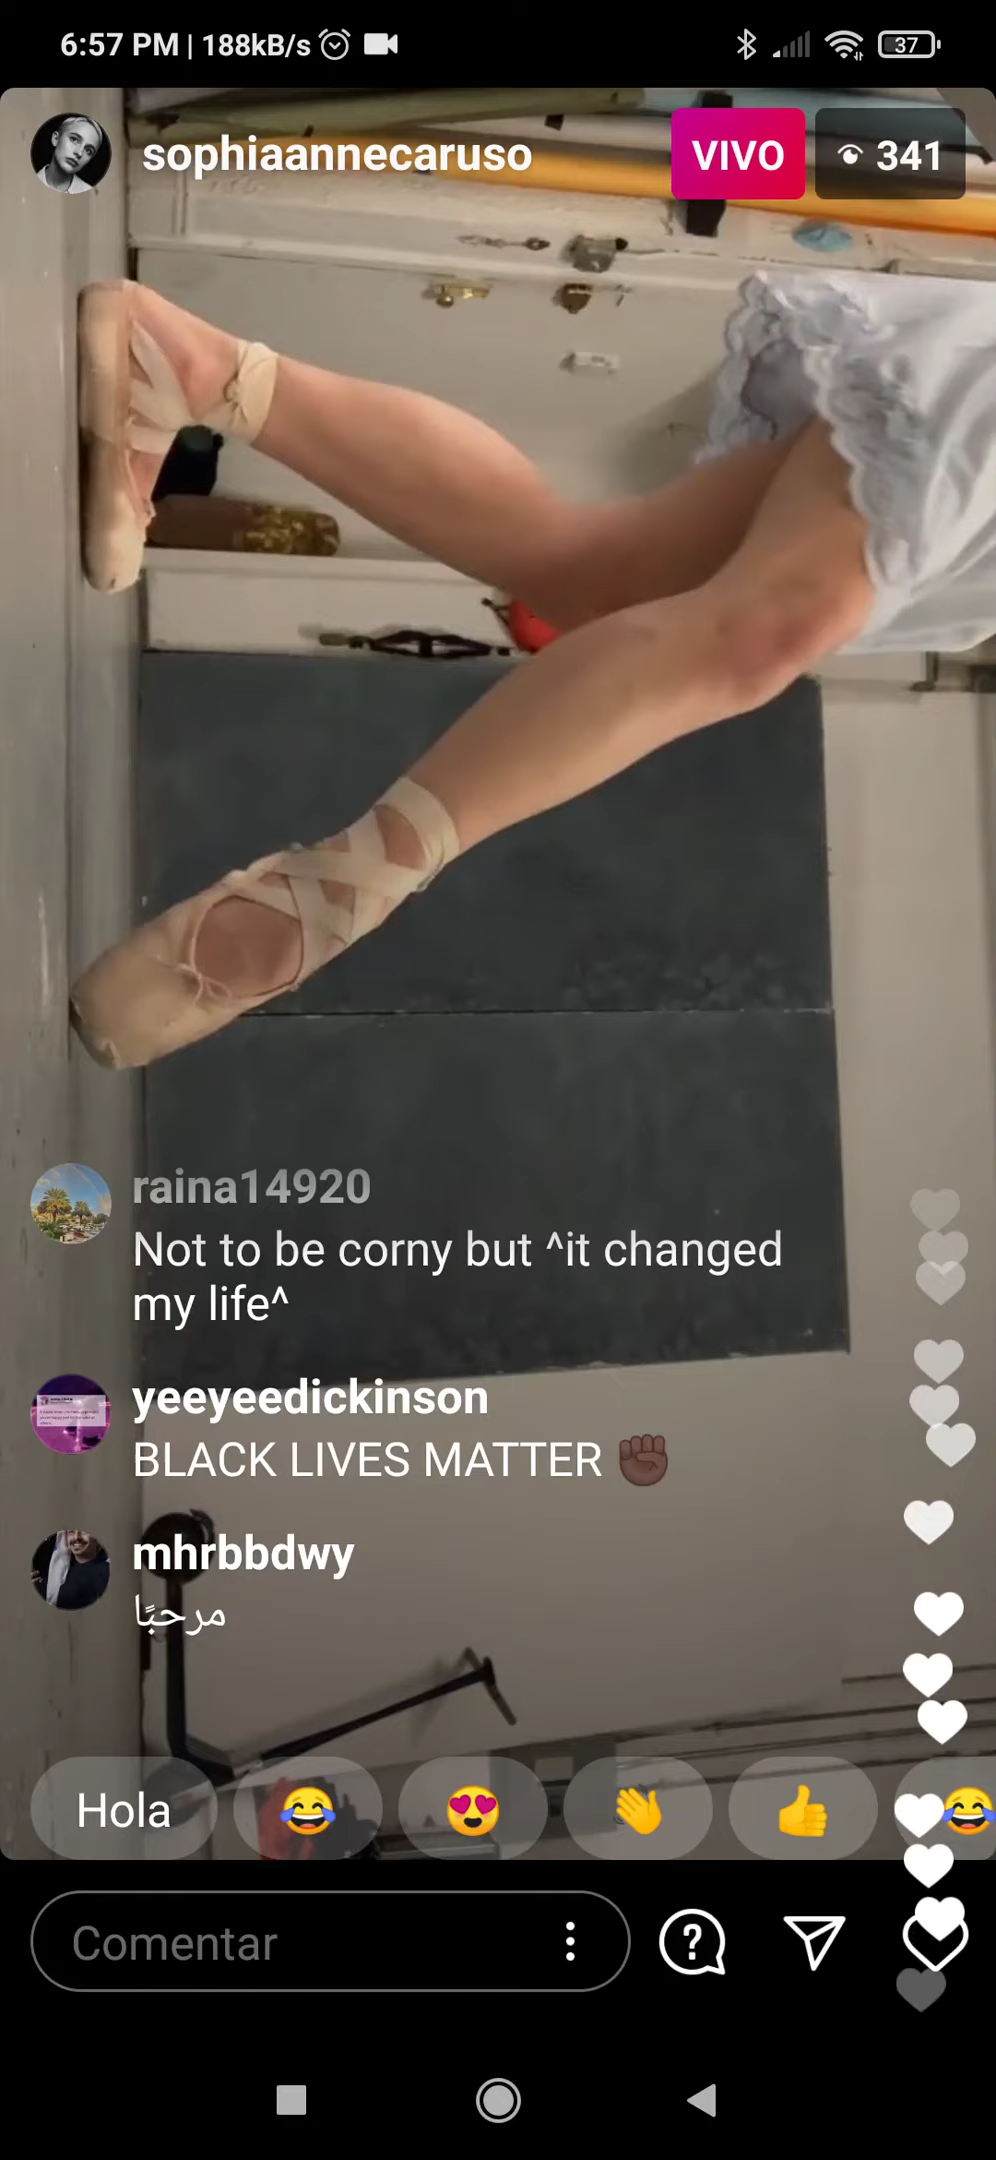 6:57 PM | 188kB/s
37
sophiaannecaruso
VIVO
341
raina14920
Not to be corny but ^it changed
my life^
yeeyeedickinson
BLACK LIVES MATTER ✊🏿
mhrbbdwy
مرحبًا
Hola 😂 😍 👋 👍 😂
Comentar